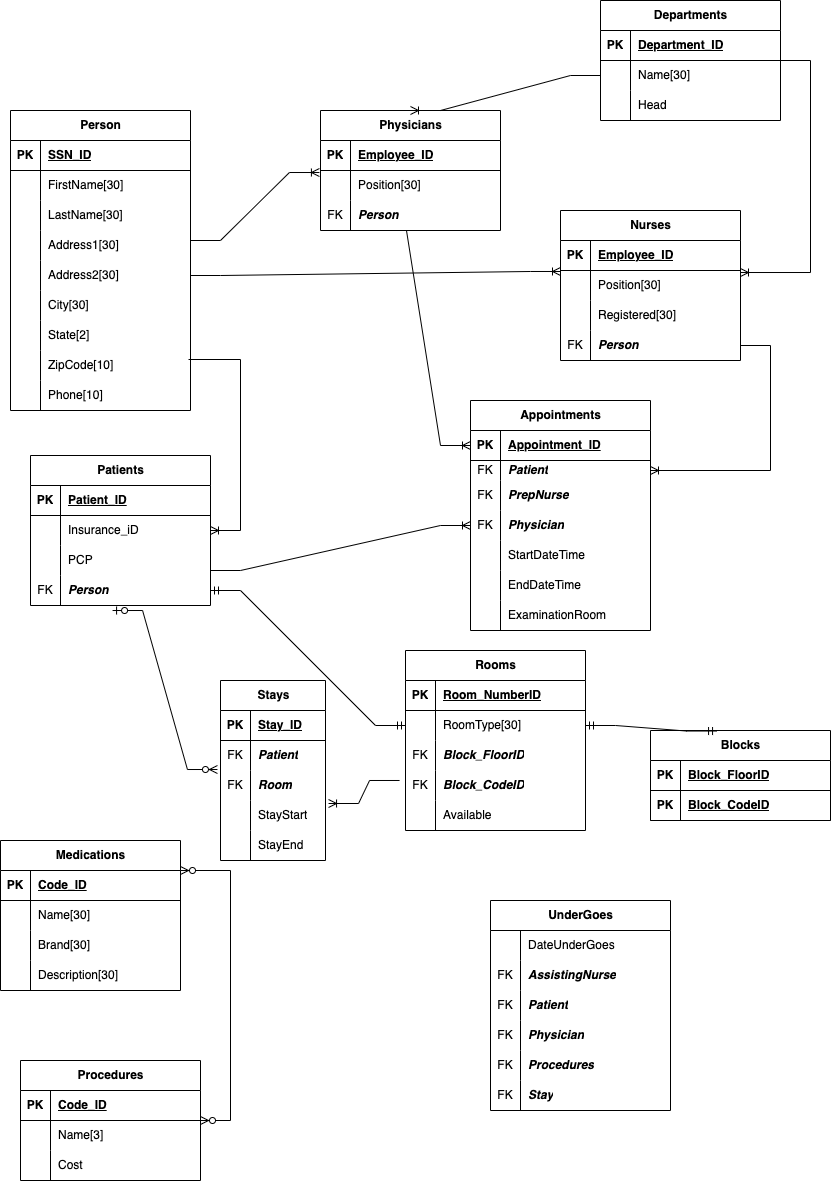 Departments
PK Department_ID
Name[30]
Head
Person
PK SSN_ID
FirstName[30]
LastName[30]
Address1[30]
Address2[30]
City[30]
State[2]
ZipCode[10]
Phone[10]
Physicians
PK Employee_ID
Position[30]
FK Person
Nurses
PK Employee_ID
Position[30]
Registered[30]
FK Person
Appointments
PK Appointment_ID
FK Patient
FK PrepNurse
FK Physician
StartDateTime
EndDateTime
ExaminationRoom
Patients
PK Patient_ID
Insurance_iD
PCP
FK Person
Stays
PK Stay_ID
FK Patient
FK Room
StayStart
StayEnd
Rooms
PK Room_NumberID
RoomType[30]
FK Block_FloorID
FK Block_CodeID
Available
Blocks
PK Block_FloorID
PK Block_CodeID
Medications
PK Code_ID
Name[30]
Brand[30]
Description[30]
UnderGoes
DateUnderGoes
FK AssistingNurse
FK Patient
FK Physician
FK Procedures
FK Stay
Procedures
PK Code_ID
Name[3]
Cost